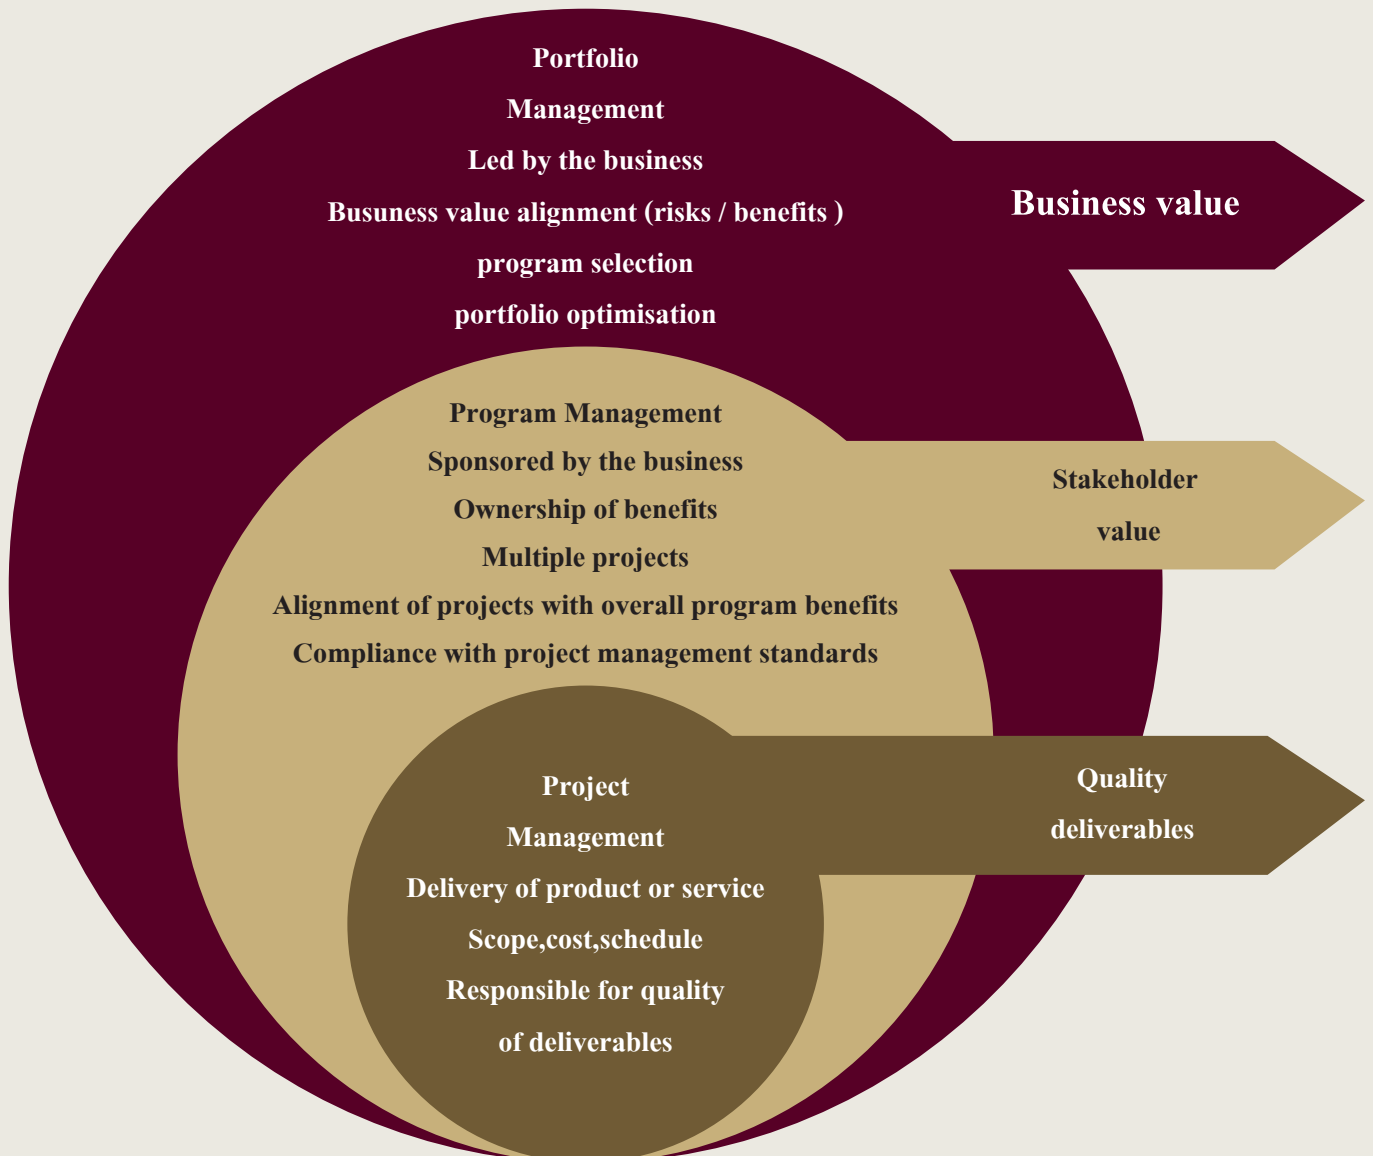 Portfolio
Management
Led by the business
Busuness value alignment (risks / benefits )
program selection
portfolio optimisation
Business value
Program Management
Sponsored by the business
Ownership of benefits
Multiple projects
Alignment of projects with overall program benefits
Compliance with project management standards
Stakeholder
value
Project
Management
Delivery of product or service
Scope,cost,schedule
Responsible for quality
of deliverables
Quality
deliverables